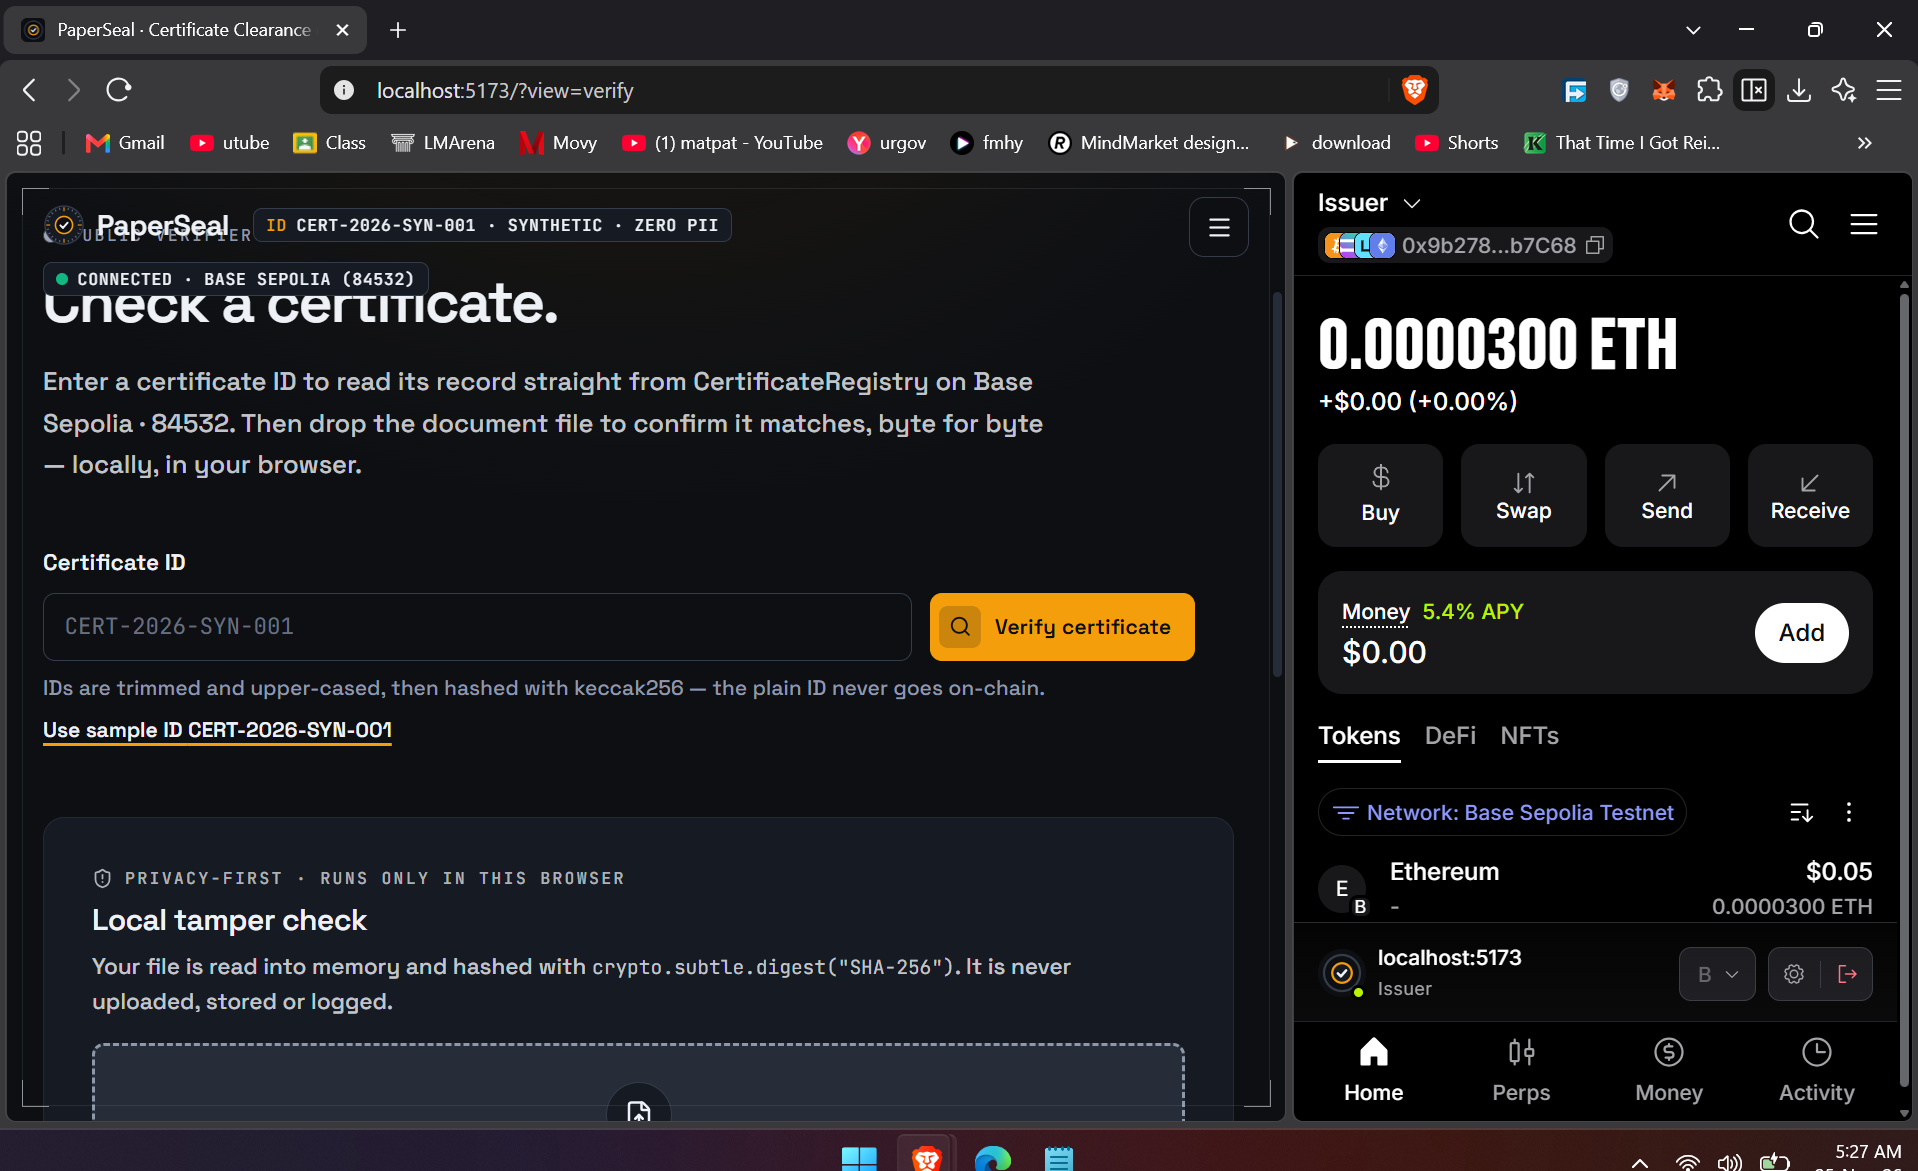 PaperSeal · Certificate Clearance
localhost:5173/?view=verify
Gmail
utube
Class
LMArena
Movy
(1) matpat - YouTube
urgov
fmhy
MindMarket design...
download
Shorts
That Time I Got Rei...
PaperSeal
ID CERT-2026-SYN-001 · SYNTHETIC · ZERO PII
CONNECTED · BASE SEPOLIA (84532)
Check a certificate.
Enter a certificate ID to read its record straight from CertificateRegistry on Base
Sepolia · 84532. Then drop the document file to confirm it matches, byte for byte
— locally, in your browser.
Certificate ID
CERT-2026-SYN-001
Verify certificate
IDs are trimmed and upper-cased, then hashed with keccak256 — the plain ID never goes on-chain.
Use sample ID CERT-2026-SYN-001
PRIVACY-FIRST · RUNS ONLY IN THIS BROWSER
Local tamper check
Your file is read into memory and hashed with crypto.subtle.digest("SHA-256"). It is never
uploaded, stored or logged.
Issuer
0x9b278...b7C68
0.0000300 ETH
+$0.00 (+0.00%)
Buy
Swap
Send
Receive
Money 5.4% APY
$0.00
Add
Tokens
DeFi
NFTs
Network: Base Sepolia Testnet
E
B
Ethereum
$0.05
-
0.0000300 ETH
localhost:5173
Issuer
B
Home
Perps
Money
Activity
5:27 AM